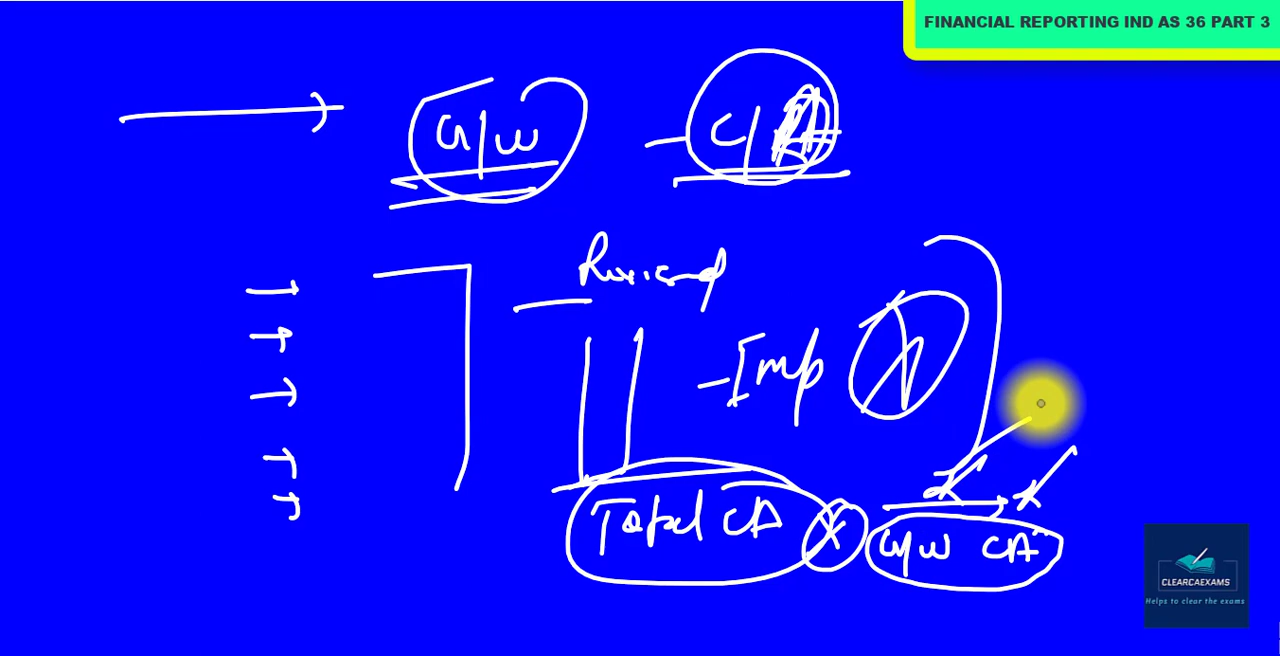 FINANCIAL REPORTING IND AS 36 PART 3
G/W
C/A
Revised
Imp
Total CA
G/W CA
CLEARCAEXAMS
Helps to clear the exams